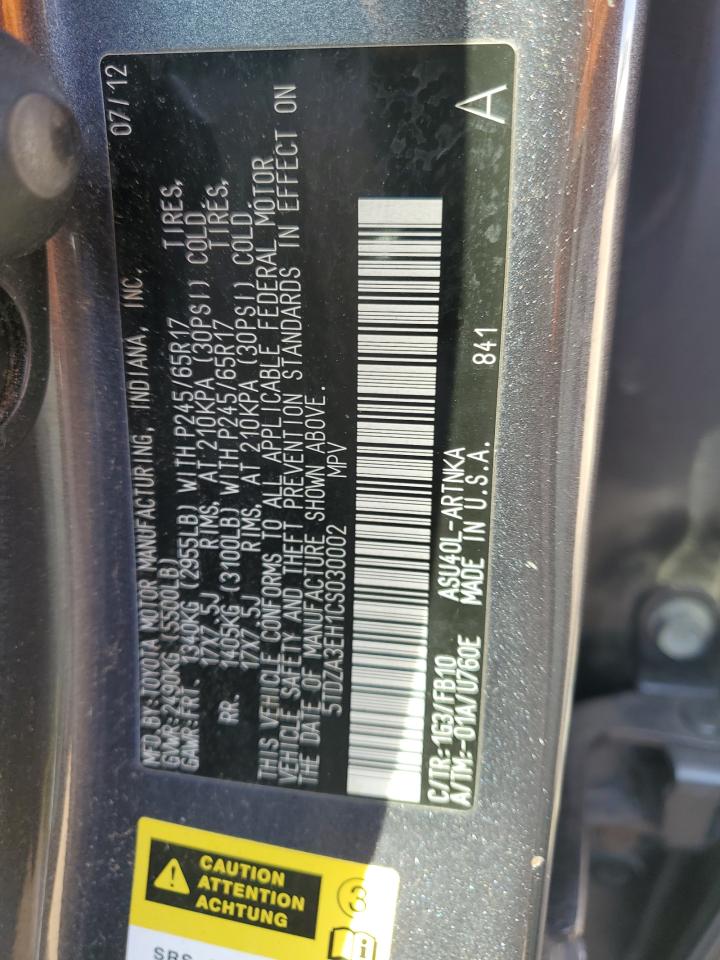 MFD.BY:TOYOTA MOTOR MANUFACTURING, INDIANA, INC. 07/12
GVWR:2490KG (5500LB)
GAWR:FRT. 1340KG (2955LB) WITH P245/65R17 TIRES,
17X7.5J RIMS, AT 210KPA (30PSI) COLD
RR. 1405KG (3100LB) WITH P245/65R17 TIRES,
17X7.5J RIMS, AT 210KPA (30PSI) COLD.
THIS VEHICLE CONFORMS TO ALL APPLICABLE FEDERAL MOTOR
VEHICLE SAFETY AND THEFT PREVENTION STANDARDS IN EFFECT ON
THE DATE OF MANUFACTURE SHOWN ABOVE.
5TDZA3EH1CS030002 MPV
C/TR:1G3/FB10 ASU40L-ARTNKA 841 A
A/TM:-01A/U760E MADE IN U.S.A.
CAUTION
ATTENTION
ACHTUNG
SRS